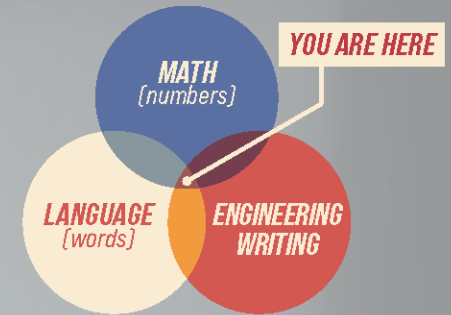 YOU ARE HERE
MATH
(numbers)
LANGUAGE
(words)
ENGINEERING
WRITING